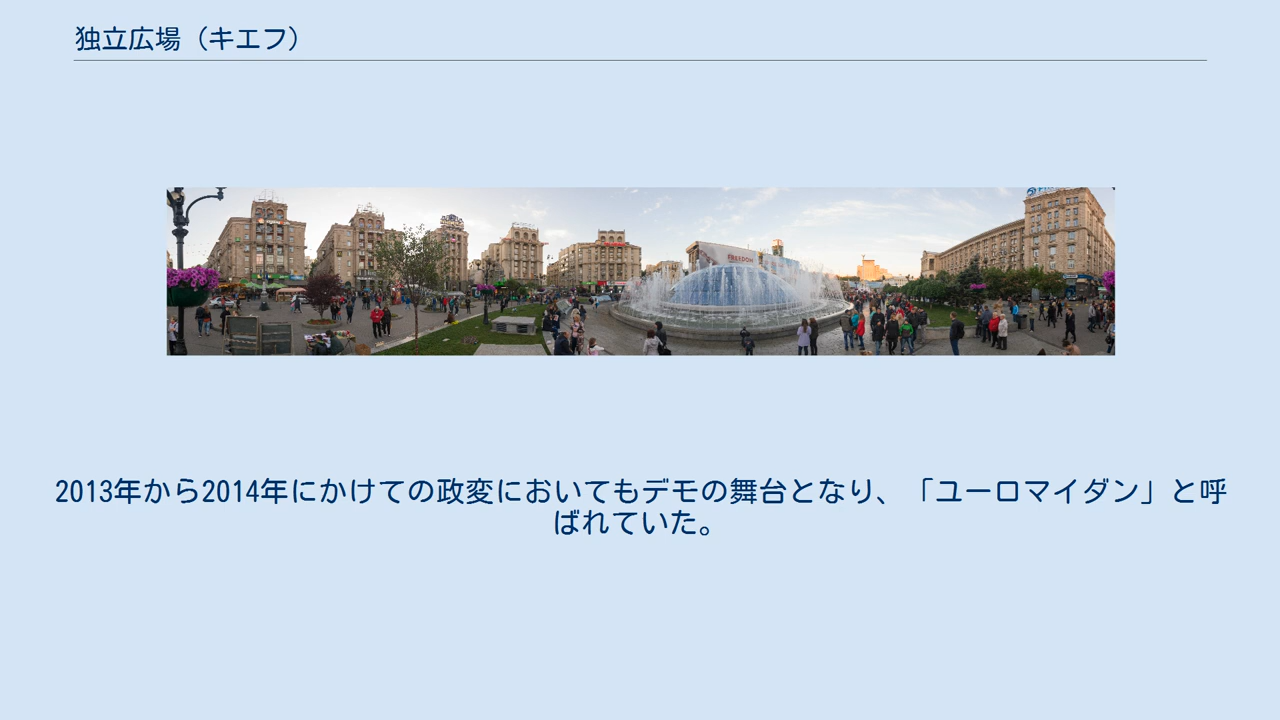 独立広場（キエフ）
FREEDOM
2013年から2014年にかけての政変においてもデモの舞台となり、「ユーロマイダン」と呼
ばれていた。